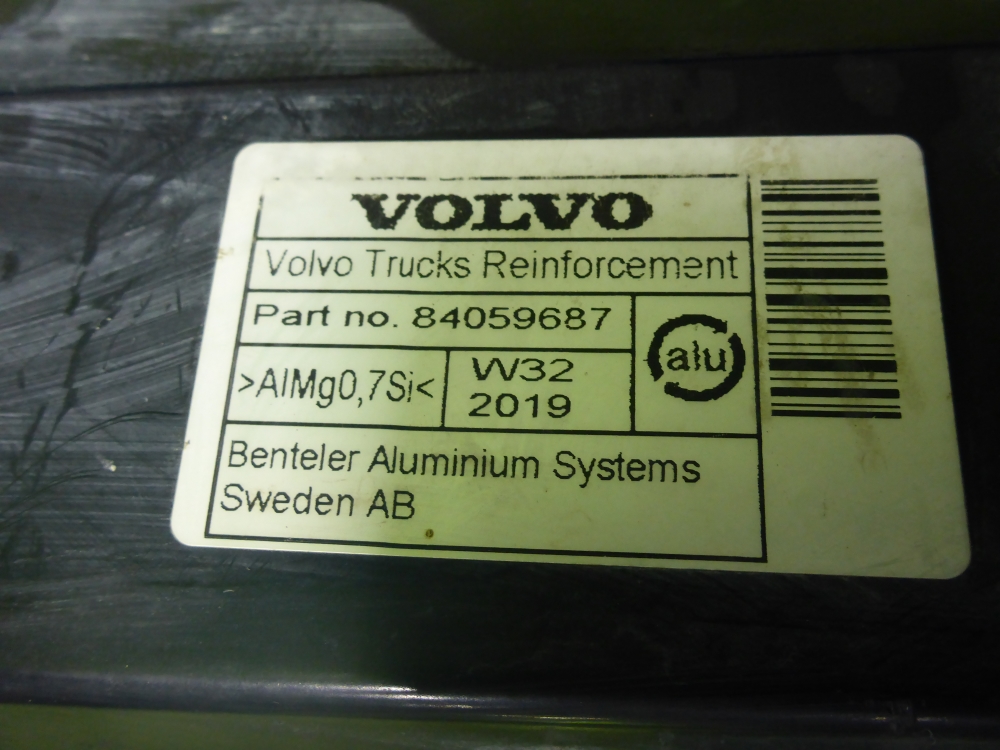 VOLVO
Volvo Trucks Reinforcement
Part no. 84059687
alu
>AlMg0,7Si<
W32
2019
Benteler Aluminium Systems
Sweden AB